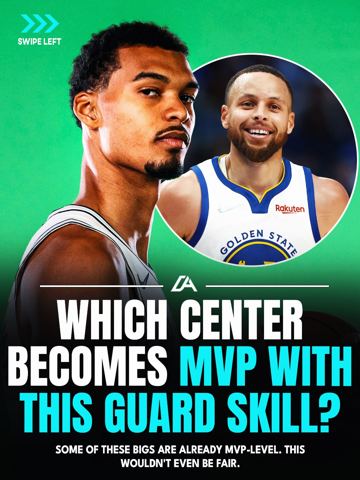 SWIPE LEFT
Rakuten
GOLDEN STATE
CA
WHICH CENTER
BECOMES MVP WITH
THIS GUARD SKILL?
SOME OF THESE BIGS ARE ALREADY MVP-LEVEL. THIS
WOULDN'T EVEN BE FAIR.